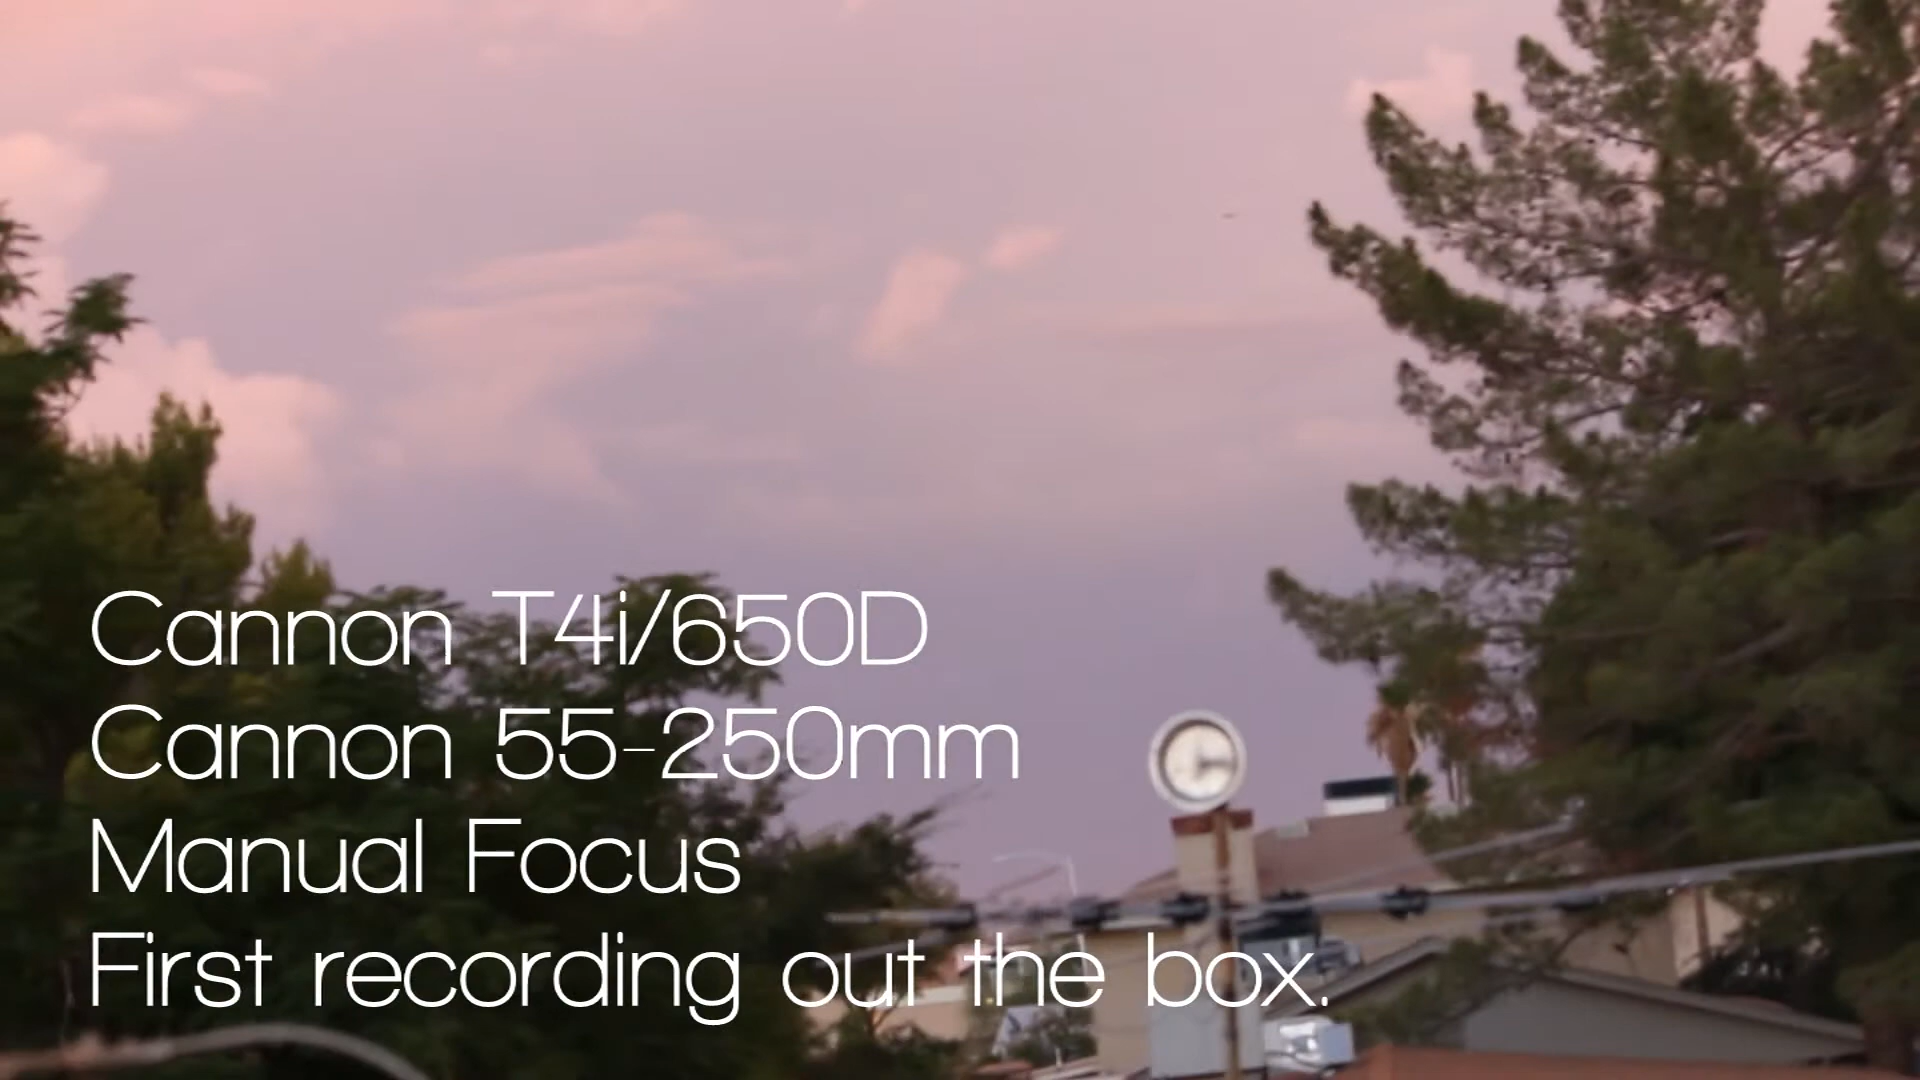 Cannon T4i/650D
Cannon 55-250mm
Manual Focus
First recording out the box.